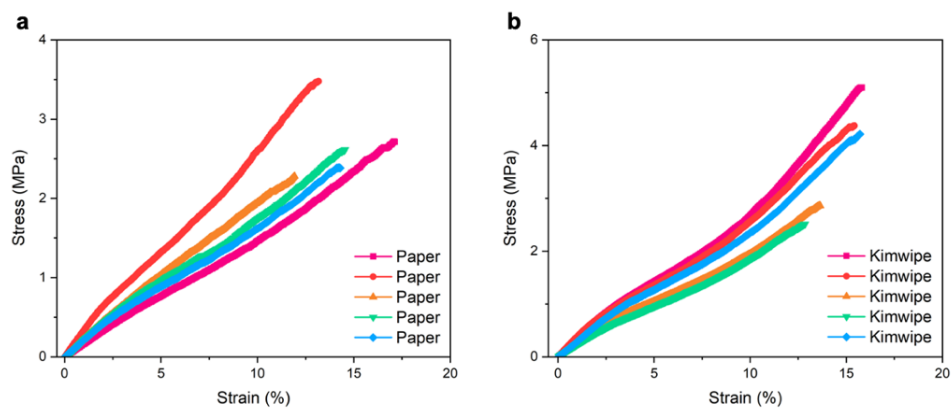 a
4
3
2
1
0
Stress (MPa)
0
5
10
15
20
Strain (%)
Paper
Paper
Paper
Paper
Paper
b
6
4
2
0
Stress (MPa)
0
5
10
15
20
Strain (%)
Kimwipe
Kimwipe
Kimwipe
Kimwipe
Kimwipe